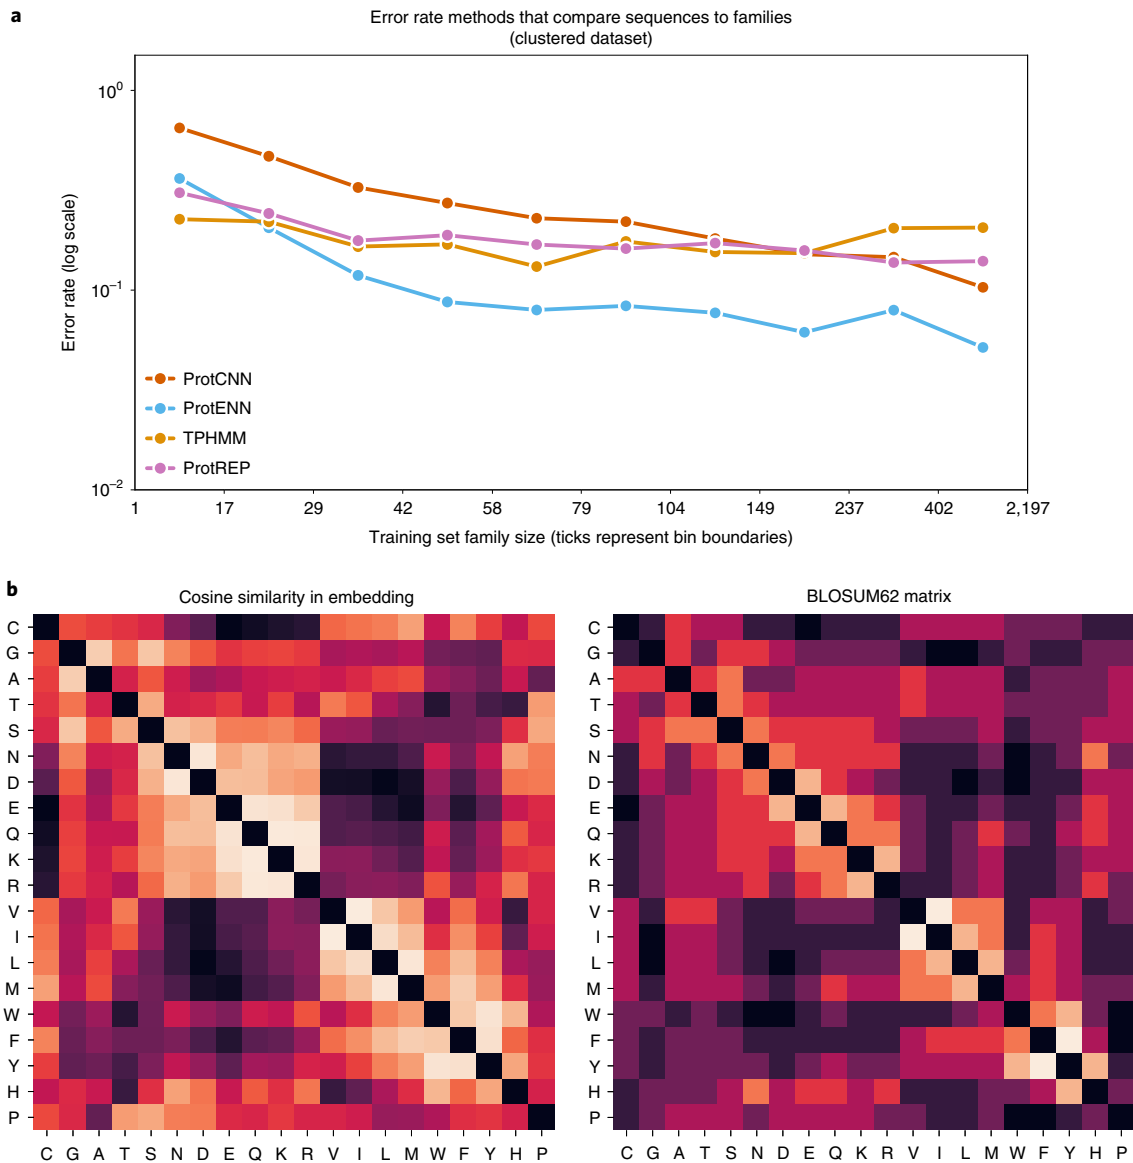 a
Error rate methods that compare sequences to families
(clustered dataset)
10⁰
10⁻¹
10⁻²
Error rate (log scale)
ProtCNN
ProtENN
TPHMM
ProtREP
1 17 29 42 58 79 104 149 237 402 2,197
Training set family size (ticks represent bin boundaries)
b
Cosine similarity in embedding
C
G
A
T
S
N
D
E
Q
K
R
V
I
L
M
W
F
Y
H
P
C G A T S N D E Q K R V I L M W F Y H P
BLOSUM62 matrix
C
G
A
T
S
N
D
E
Q
K
R
V
I
L
M
W
F
Y
H
P
C G A T S N D E Q K R V I L M W F Y H P